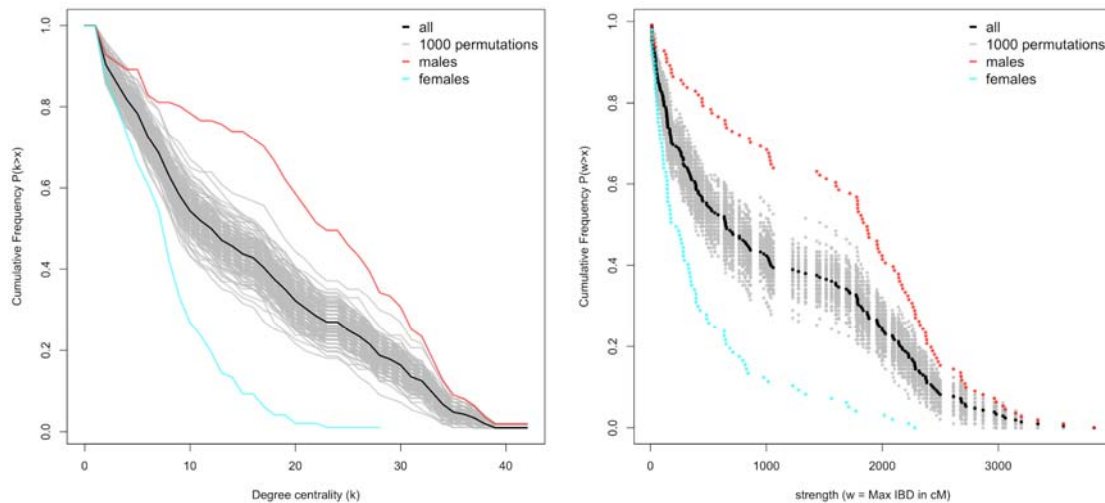 all
1000 permutations
males
females
Cumulative Frequency P(k>x)
1.0
0.8
0.6
0.4
0.2
0.0
0
10
20
30
40
Degree centrality (k)
all
1000 permutations
males
females
Cumulative Frequency P(w>x)
1.0
0.8
0.6
0.4
0.2
0.0
0
1000
2000
3000
strength (w = Max IBD in cM)